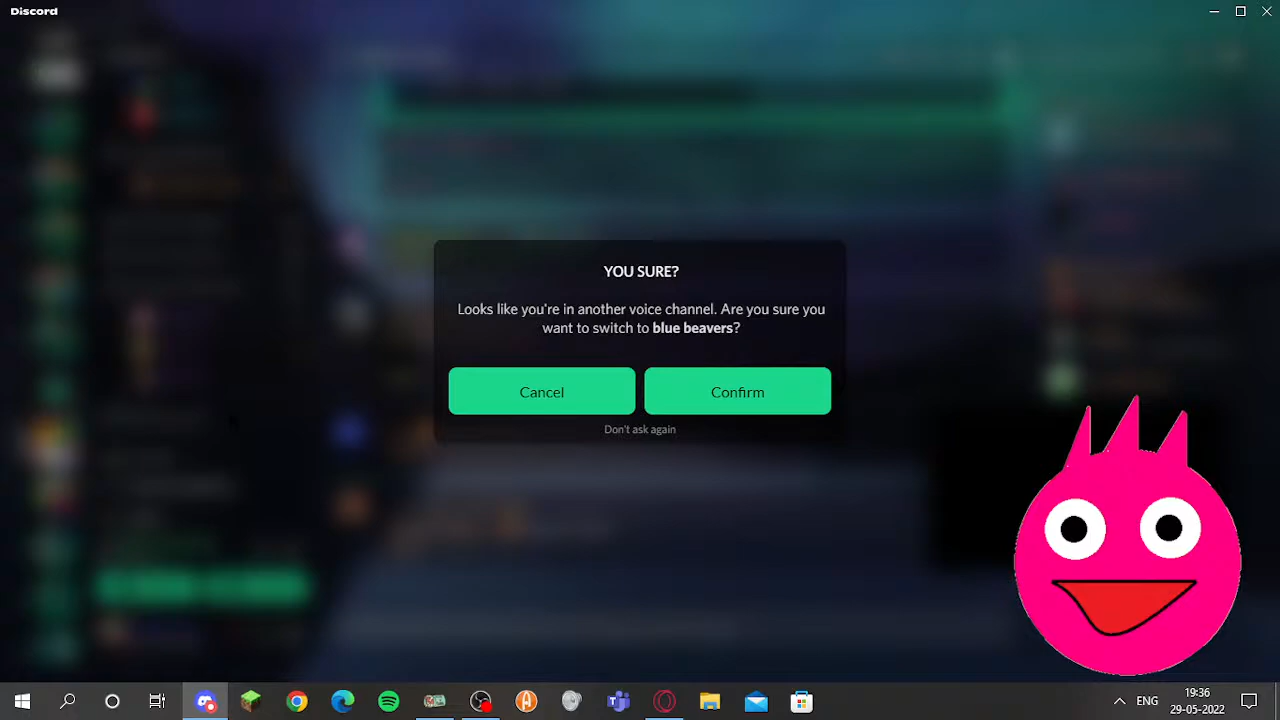 Discord
YOU SURE?
Looks like you're in another voice channel. Are you sure you
want to switch to blue beavers?
Cancel
Confirm
Don't ask again
ENG
19:36
29-05-2022